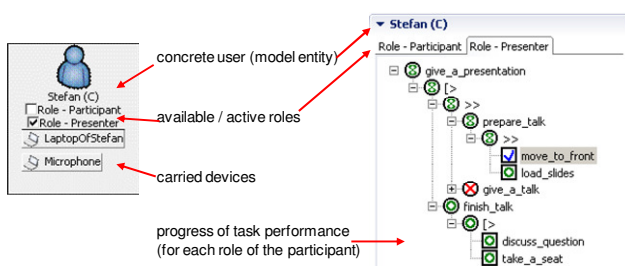 Stefan (C)
Role - Participant
Role - Presenter
LaptopOfStefan
Microphone
concrete user (model entity)
available / active roles
carried devices
progress of task performance
(for each role of the participant)
Stefan (C)
Role - Participant Role - Presenter
give_a_presentation
[>
>>
prepare_talk
>>
move_to_front
load_slides
give_a_talk
finish_talk
[>
discuss_question
take_a_seat